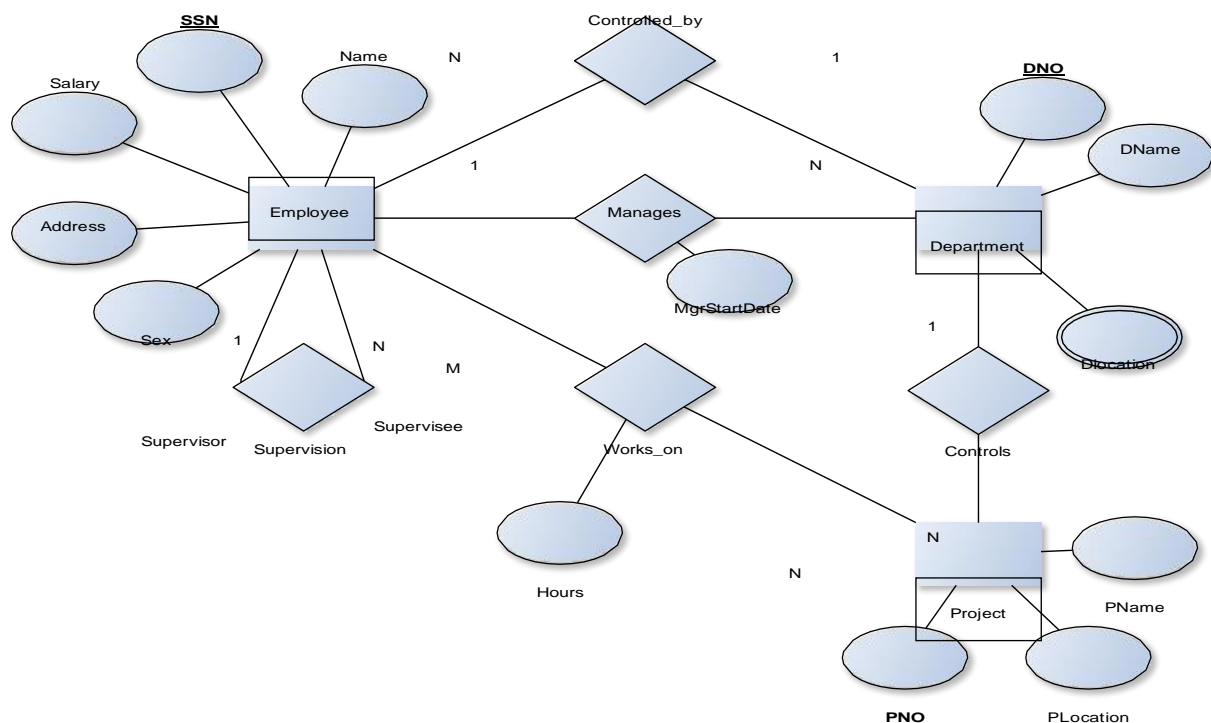 SSN
Controlled_by
Name
N
1
DNO
Salary
DName
1
N
Employee
Manages
Address
Department
MgrStartDate
1
Sex
1
N
Dlocation
M
Supervisee
Supervisor
Supervision
Works_on
Controls
N
N
Hours
PName
Project
PNO
PLocation